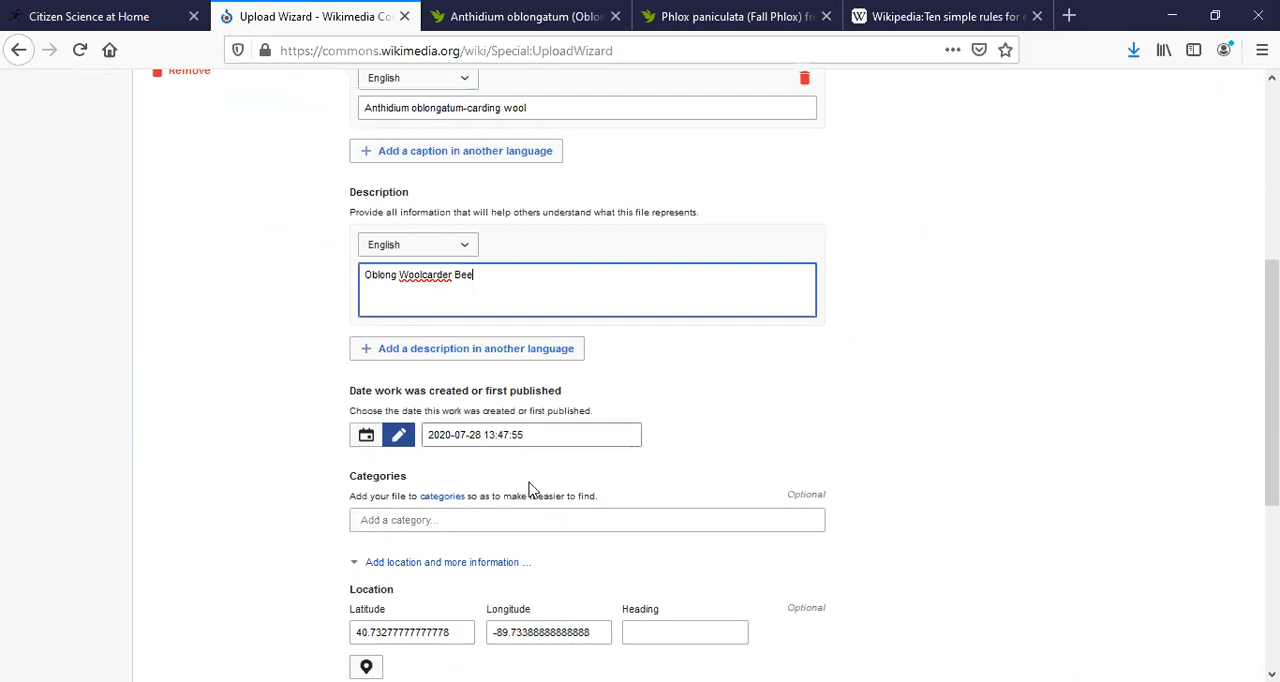 Citizen Science at Home
Upload Wizard - Wikimedia Co
Anthidium oblongatum (Oblon
Phlox paniculata (Fall Phlox) fr
Wikipedia:Ten simple rules for e
https://commons.wikimedia.org/wiki/Special:UploadWizard
Remove
English
Anthidium oblongatum-carding wool
+ Add a caption in another language
Description
Provide all information that will help others understand what this file represents.
English
Oblong Woolcarder Bee
+ Add a description in another language
Date work was created or first published
Choose the date this work was created or first published.
2020-07-28 13:47:55
Categories
Add your file to categories so as to make easier to find.
Optional
Add a category...
Add location and more information ...
Location
Latitude
Longitude
Heading
Optional
40.73277777777778
-89.73388888888888